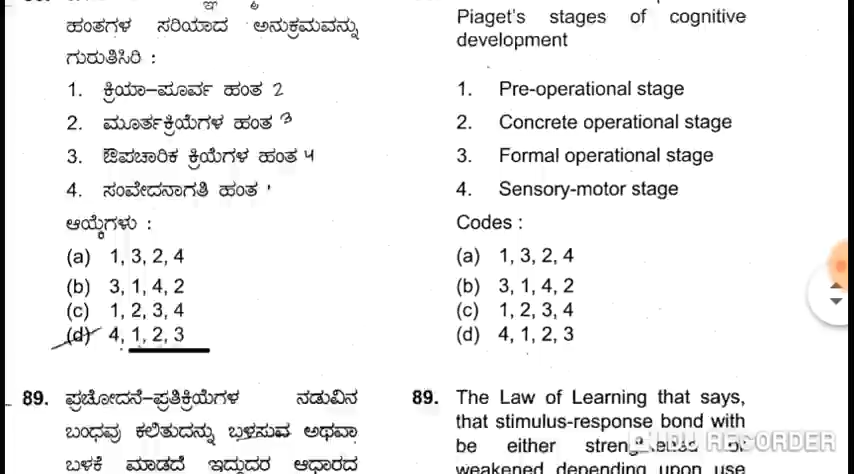 ಹಂತಗಳ ಸರಿಯಾದ ಅನುಕ್ರಮವನ್ನು
ಗುರುತಿಸಿರಿ :
1. ಕ್ರಿಯಾ–ಪೂರ್ವ ಹಂತ 2
2. ಮೂರ್ತಕ್ರಿಯೆಗಳ ಹಂತ 3
3. ಔಪಚಾರಿಕ ಕ್ರಿಯೆಗಳ ಹಂತ 4
4. ಸಂವೇದನಾಗತಿ ಹಂತ
ಆಯ್ಕೆಗಳು :
(a) 1, 3, 2, 4
(b) 3, 1, 4, 2
(c) 1, 2, 3, 4
(d) 4, 1, 2, 3
89. ಪ್ರಚೋದನೆ–ಪ್ರತಿಕ್ರಿಯೆಗಳ ನಡುವಿನ
ಬಂಧವು ಕಲಿತುದನ್ನು ಬಳಸುವ ಅಥವಾ
ಬಳಕೆ ಮಾಡದೆ ಇದ್ದುದರ ಆಧಾರದ
Piaget's stages of cognitive
development
1. Pre-operational stage
2. Concrete operational stage
3. Formal operational stage
4. Sensory-motor stage
Codes :
(a) 1, 3, 2, 4
(b) 3, 1, 4, 2
(c) 1, 2, 3, 4
(d) 4, 1, 2, 3
89. The Law of Learning that says,
that stimulus-response bond with
be either
weakened depending upon use
RECORDER